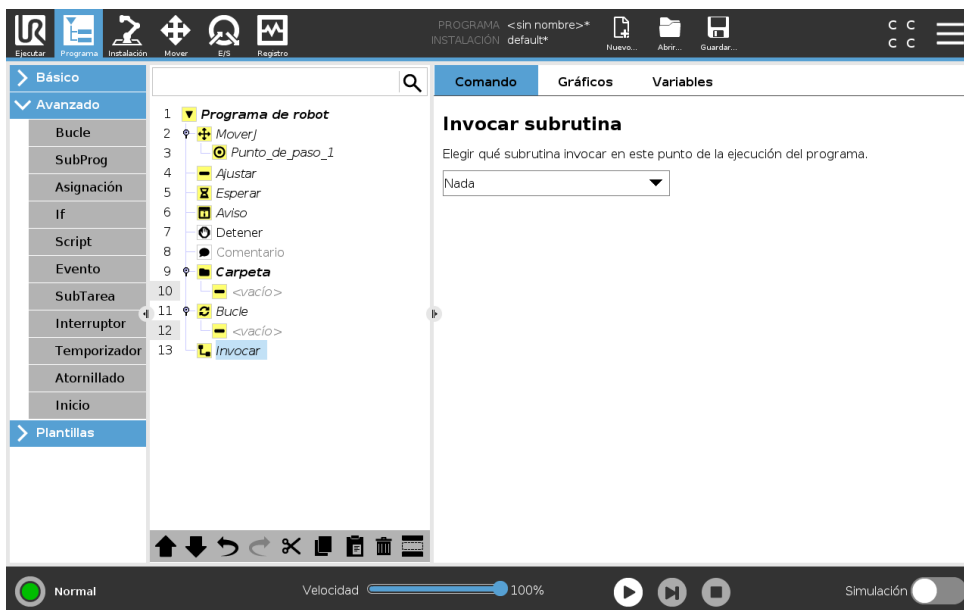 PROGRAMA <sin nombre>*
INSTALACIÓN default*
Ejecutar
Programa
Instalación
Mover
E/S
Registro
Nuevo...
Abrir...
Guardar...
C C
C C
Básico
Avanzado
Bucle
SubProg
Asignación
If
Script
Evento
SubTarea
Interruptor
Temporizador
Atornillado
Inicio
Plantillas
1 Programa de robot
2 MoverJ
3 Punto_de_paso_1
4 Ajustar
5 Esperar
6 Aviso
7 Detener
8 Comentario
9 Carpeta
10 <vacío>
11 Bucle
12 <vacío>
13 Invocar
Comando
Gráficos
Variables
Invocar subrutina
Elegir qué subrutina invocar en este punto de la ejecución del programa.
Nada
Normal
Velocidad
100%
Simulación